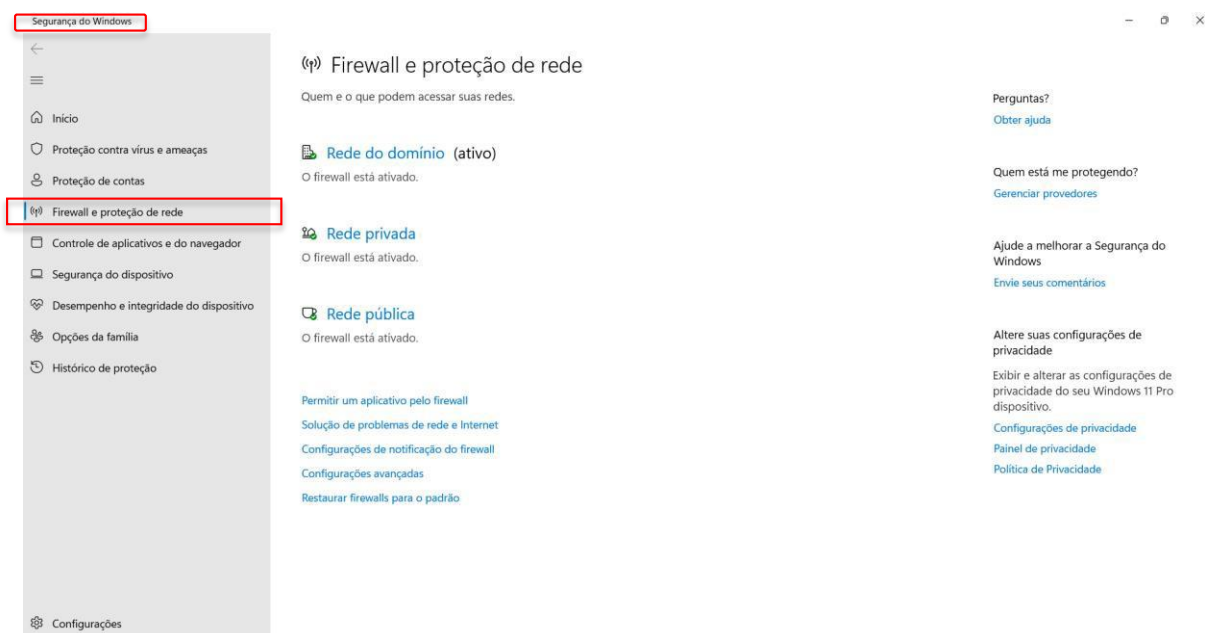 Segurança do Windows
Início
Proteção contra vírus e ameaças
Proteção de contas
Firewall e proteção de rede
Controle de aplicativos e do navegador
Segurança do dispositivo
Desempenho e integridade do dispositivo
Opções da família
Histórico de proteção
Configurações
Firewall e proteção de rede
Quem e o que podem acessar suas redes.
Rede do domínio (ativo)
O firewall está ativado.
Rede privada
O firewall está ativado.
Rede pública
O firewall está ativado.
Permitir um aplicativo pelo firewall
Solução de problemas de rede e Internet
Configurações de notificação do firewall
Configurações avançadas
Restaurar firewalls para o padrão
Perguntas?
Obter ajuda
Quem está me protegendo?
Gerenciar provedores
Ajude a melhorar a Segurança do
Windows
Envie seus comentários
Altere suas configurações de
privacidade
Exibir e alterar as configurações de
privacidade do seu Windows 11 Pro
dispositivo.
Configurações de privacidade
Painel de privacidade
Política de Privacidade